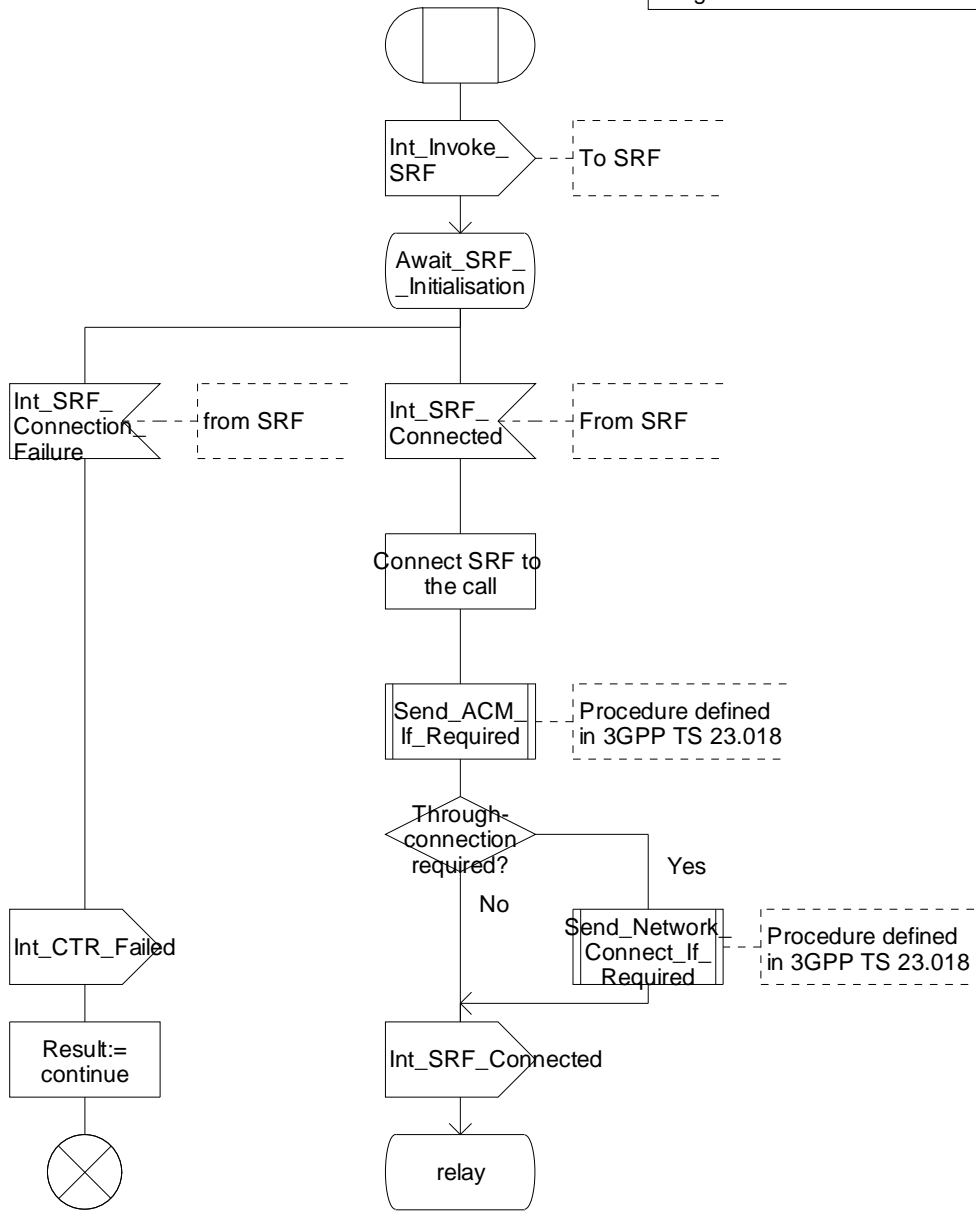 Int_Invoke_
SRF
To SRF
Await_SRF_
_Initialisation
Int_SRF_
Connection_
Failure
from SRF
Int_SRF_
Connected
From SRF
Connect SRF to
the call
Send_ACM_
If_Required
Procedure defined
in 3GPP TS 23.018
Through-
connection
required?
Yes
No
Int_CTR_Failed
Send_Network_
Connect_If_
Required
Procedure defined
in 3GPP TS 23.018
Result:=
continue
Int_SRF_Connected
relay